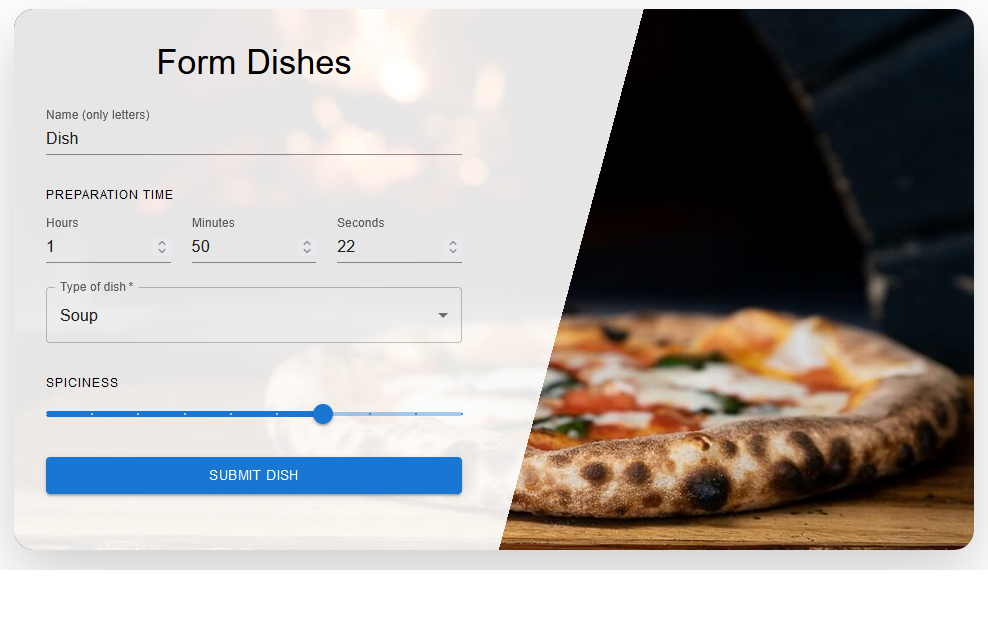 Form Dishes
Name (only letters)
Dish
PREPARATION TIME
Hours Minutes Seconds
1 50 22
Type of dish *
Soup
SPICINESS
SUBMIT DISH